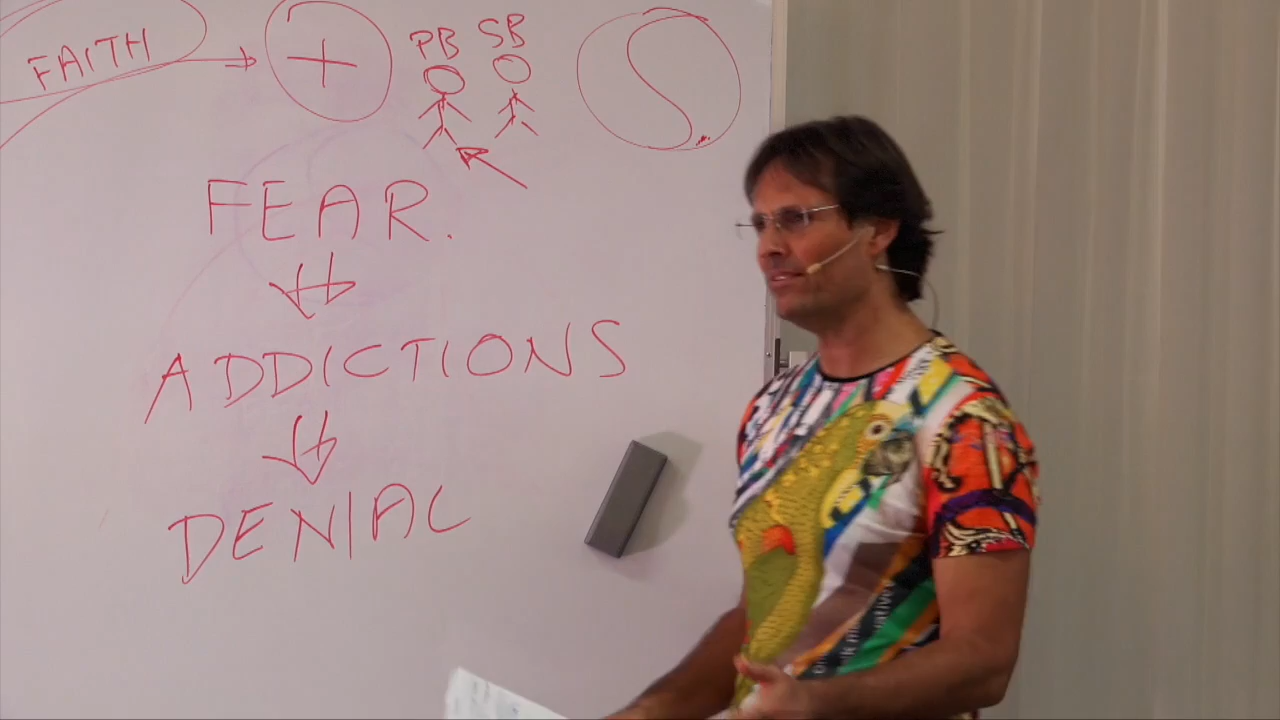 FAITH
+
PB SB
S
FEAR.
ADDICTIONS
DENIAL